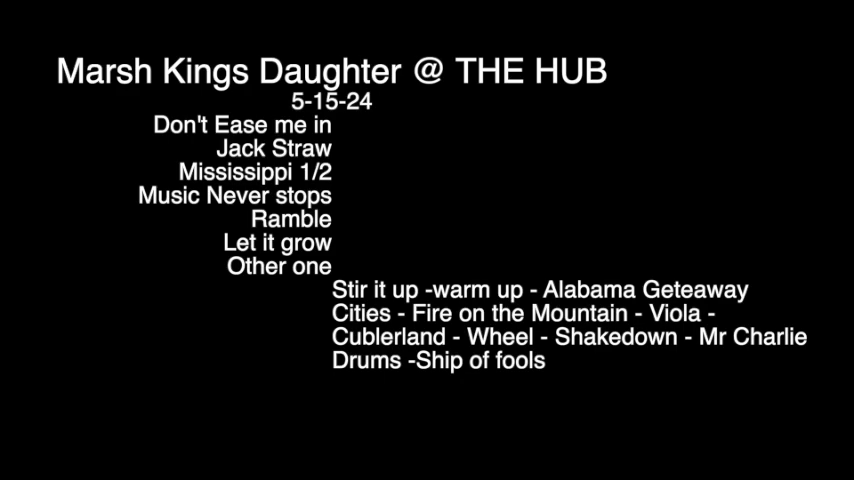 Marsh Kings Daughter @ THE HUB
5-15-24
Don't Ease me in
Jack Straw
Mississippi 1/2
Music Never stops
Ramble
Let it grow
Other one
Stir it up -warm up - Alabama Geteaway
Cities - Fire on the Mountain - Viola -
Cublerland - Wheel - Shakedown - Mr Charlie
Drums -Ship of fools